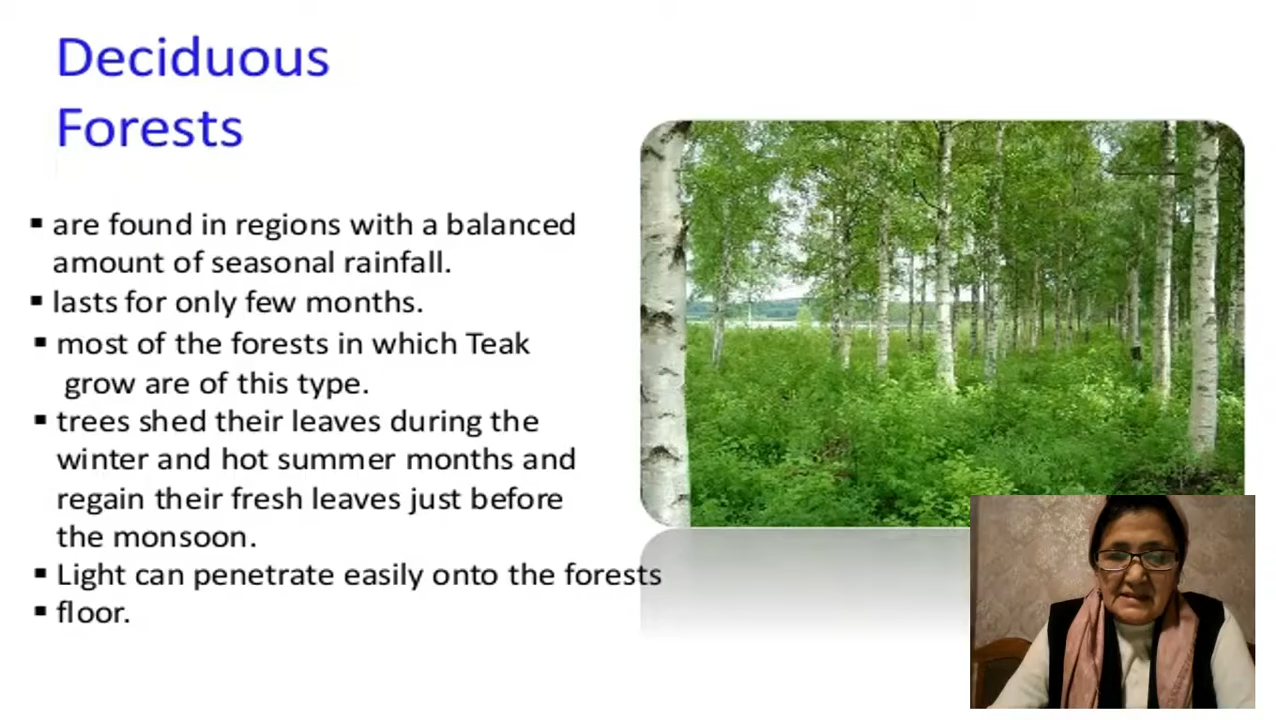 Deciduous
Forests
▪ are found in regions with a balanced
amount of seasonal rainfall.
▪ lasts for only few months.
▪ most of the forests in which Teak
grow are of this type.
▪ trees shed their leaves during the
winter and hot summer months and
regain their fresh leaves just before
the monsoon.
▪ Light can penetrate easily onto the forests
▪ floor.